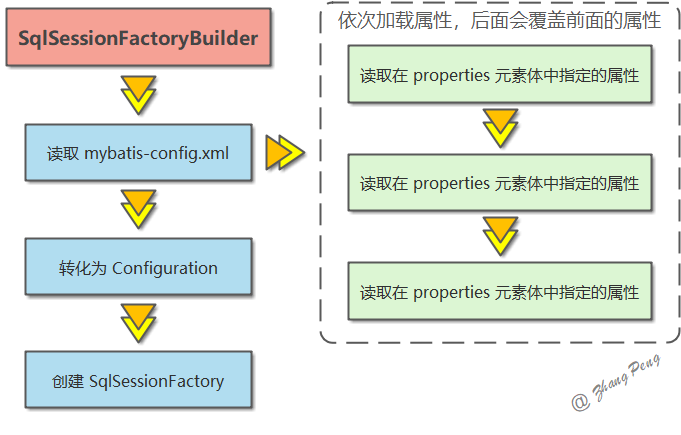 SqlSessionFactoryBuilder
读取 mybatis-config.xml
转化为 Configuration
创建 SqlSessionFactory
依次加载属性，后面会覆盖前面的属性
读取在 properties 元素体中指定的属性
读取在 properties 元素体中指定的属性
读取在 properties 元素体中指定的属性
@ Zhang Peng